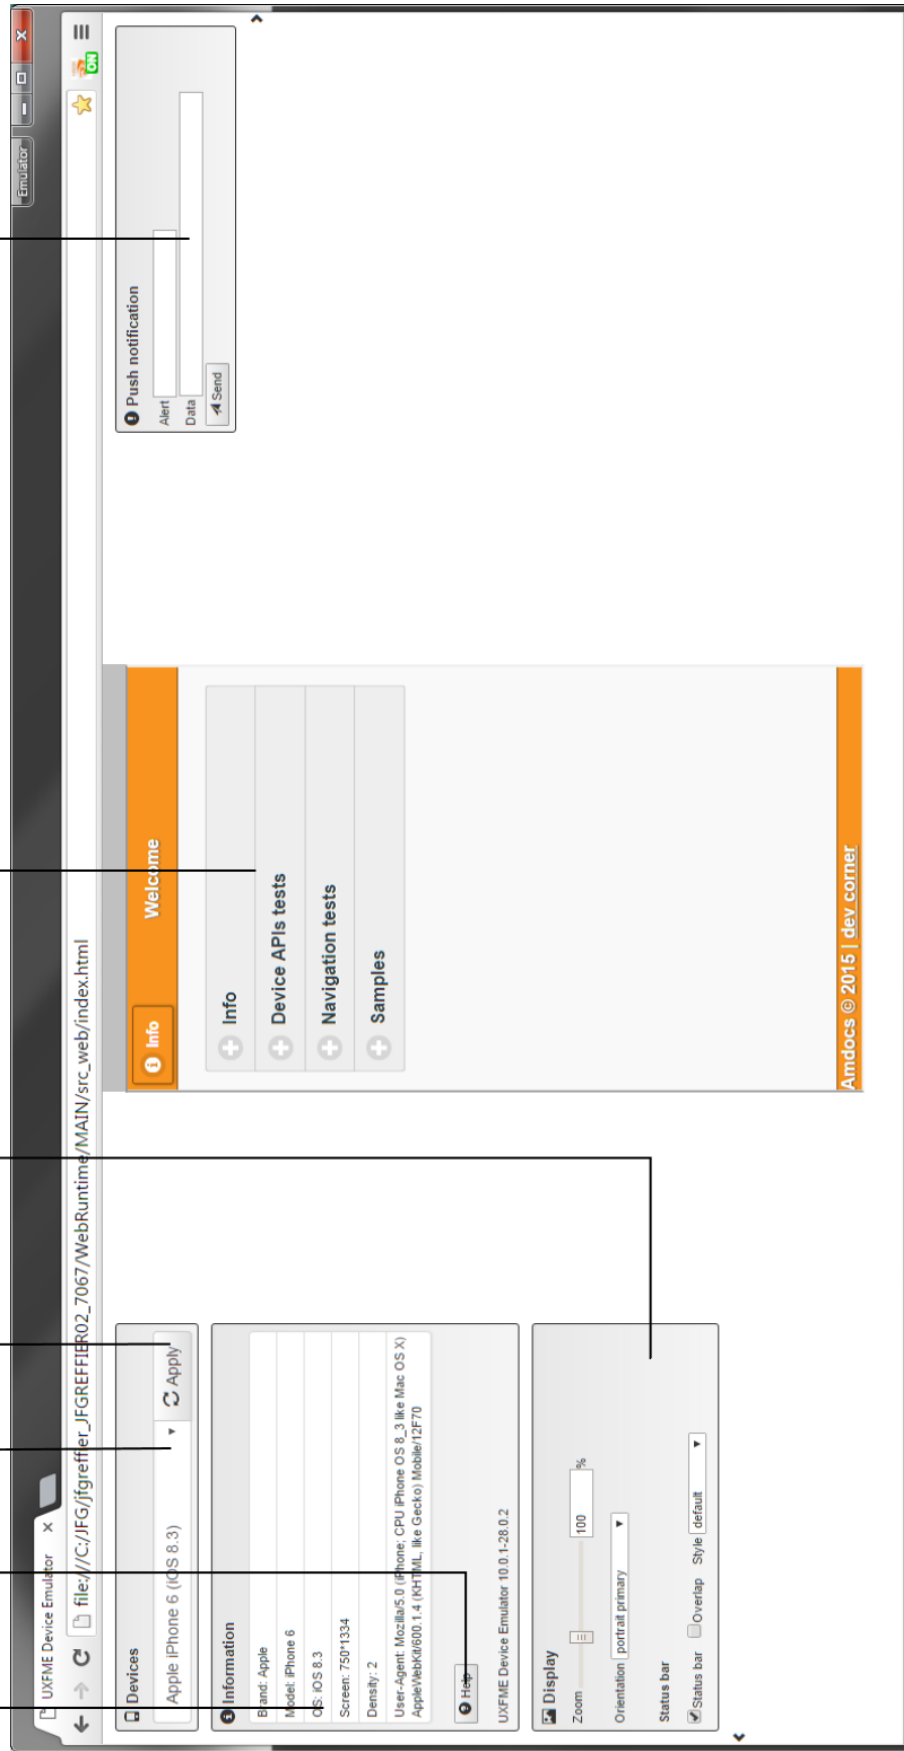 Emulator
UXFME Device Emulator
file:///C:/JFG/jfgreffier_JFGREFFIER02_7067/WebRuntime/MAIN/src_web/index.html
ON
Devices
Apple iPhone 6 (iOS 8.3)
Apply
Information
Brand: Apple
Model: iPhone 6
OS: iOS 8.3
Screen: 750*1334
Density: 2
User-Agent: Mozilla/5.0 (iPhone; CPU iPhone OS 8_3 like Mac OS X)
AppleWebKit/600.1.4 (KHTML, like Gecko) Mobile/12F70
Help
UXFME Device Emulator 10.0.1-28.0.2
Display
Zoom 100 %
Orientation portrait primary
Status bar
Status bar Overlap Style default
Info
Welcome
Info
Device APIs tests
Navigation tests
Samples
Amdocs © 2015 | dev corner
Push notification
Alert
Data
Send